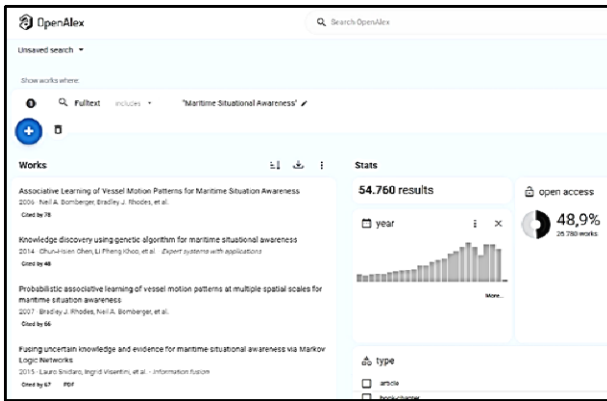 OpenAlex
Search OpenAlex
Unsaved search
Show works where:
Fulltext includes "Maritime Situational Awareness"
Works
Associative Learning of Vessel Motion Patterns for Maritime Situation Awareness
2006 Neil A. Bomberger, Bradley J. Rhodes, et al.
Cited by 78
Knowledge discovery using genetic algorithm for maritime situational awareness
2014 Chun-Hsien Chen, Li Pheng Khoo, et al. Expert systems with applications
Cited by 48
Probabilistic associative learning of vessel motion patterns at multiple spatial scales for
maritime situation awareness
2007 Bradley J. Rhodes, Neil A. Bomberger, et al.
Cited by 66
Fusing uncertain knowledge and evidence for maritime situational awareness via Markov
Logic Networks
2015 Lauro Snidaro, Ingrid Visentini, et al. - Information fusion
Cited by 67 PDF
Stats
54.760 results
year
More...
type
article
book-chapter
open access
48,9%
26.780 works